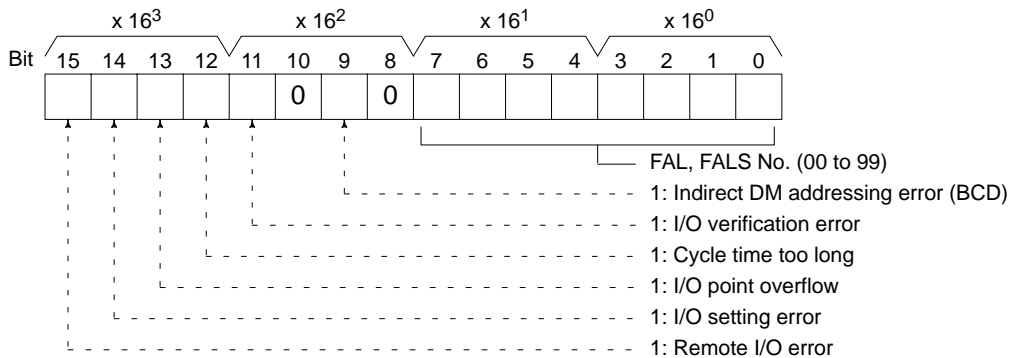 x 16³ x 16² x 16¹ x 16⁰
Bit 15 14 13 12 11 10 9 8 7 6 5 4 3 2 1 0
0 0
FAL, FALS No. (00 to 99)
1: Indirect DM addressing error (BCD)
1: I/O verification error
1: Cycle time too long
1: I/O point overflow
1: I/O setting error
1: Remote I/O error